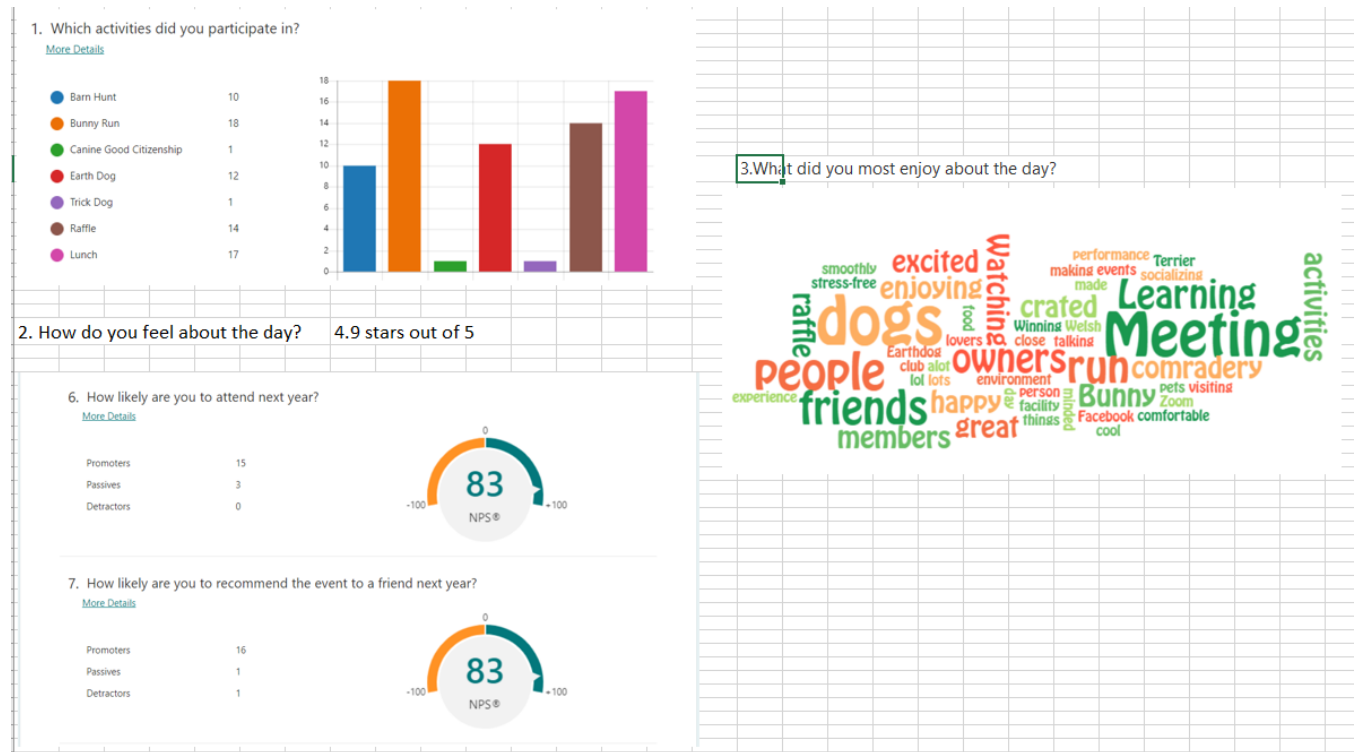 1. Which activities did you participate in?
More Details
Barn Hunt 10
Bunny Run 18
Canine Good Citizenship 1
Earth Dog 12
Trick Dog 1
Raffle 14
Lunch 17
18
16
14
12
10
8
6
4
2
0
2. How do you feel about the day? 4.9 stars out of 5
6. How likely are you to attend next year?
More Details
Promoters 15
Passives 3
Detractors 0
0
83
-100 +100
NPS®
7. How likely are you to recommend the event to a friend next year?
More Details
Promoters 16
Passives 1
Detractors 1
0
83
-100 +100
NPS®
3.What did you most enjoy about the day?
smoothly
excited
Watching
performance
Terrier
making events
socializing
activities
stress-free
enjoying
made
Learning
raffle
dogs
food
crated
Winning Welsh
Meeting
lovers
close talking
Earthdog
people
club alot
owners
run
comradery
lol lots
environment
experience
friends
happy
day
person
minded
Bunny
pets visiting
facility
Zoom
members
great
things
Facebook comfortable
cool